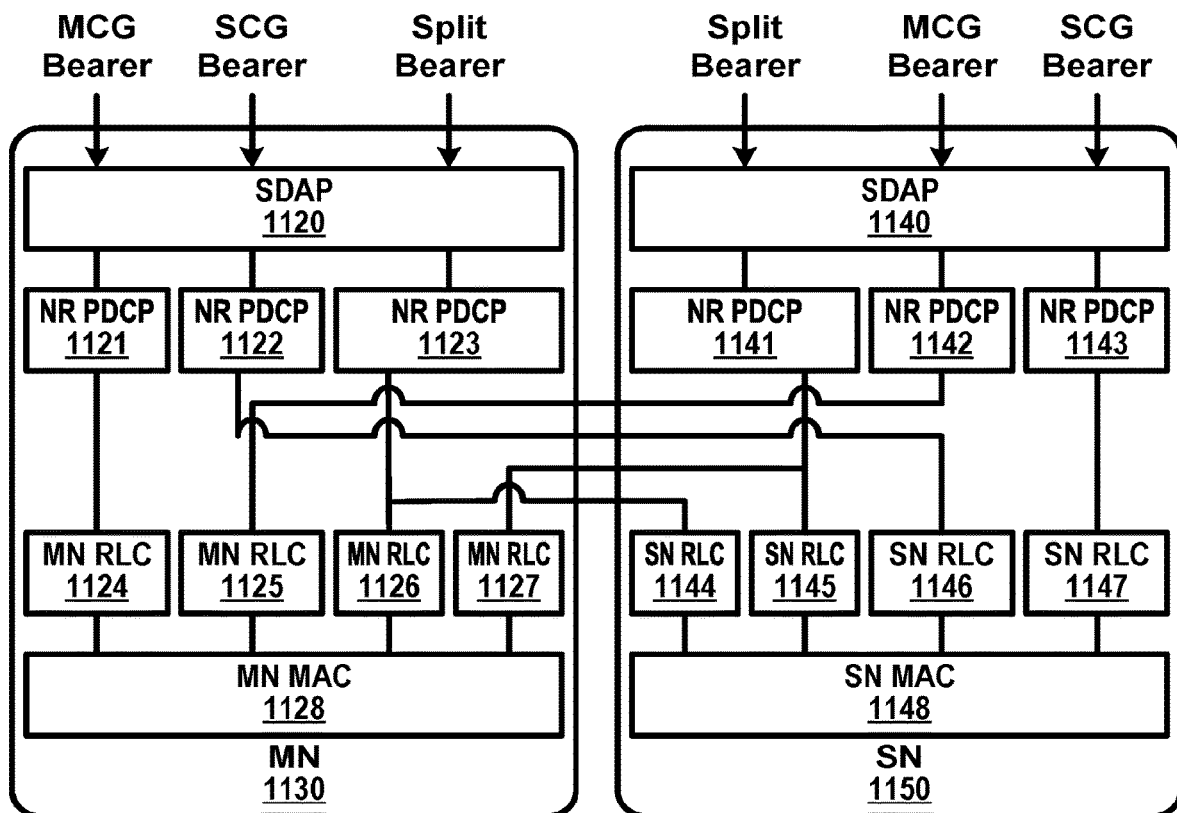 MCG Bearer
SCG Bearer
Split Bearer
Split Bearer
MCG Bearer
SCG Bearer
SDAP
1120
SDAP
1140
NR PDCP
1121
NR PDCP
1122
NR PDCP
1123
NR PDCP
1141
NR PDCP
1142
NR PDCP
1143
MN RLC
1124
MN RLC
1125
MN RLC
1126
MN RLC
1127
SN RLC
1144
SN RLC
1145
SN RLC
1146
SN RLC
1147
MN MAC
1128
SN MAC
1148
MN
1130
SN
1150